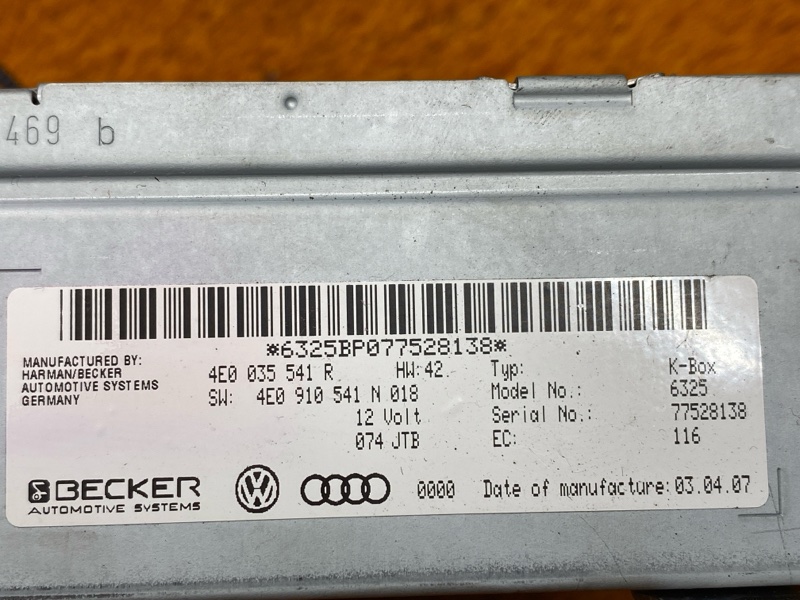 469 b
*6325BP077528138*
MANUFACTURED BY:
HARMAN/BECKER
AUTOMOTIVE SYSTEMS
GERMANY
4E0 035 541 R HW: 42
SW: 4E0 910 541 N 018
12 Volt
074 JTB
Typ: K-Box
Model No.: 6325
Serial No.: 77528138
EC: 116
BECKER
AUTOMOTIVE SYSTEMS
0000 Date of manufacture: 03.04.07